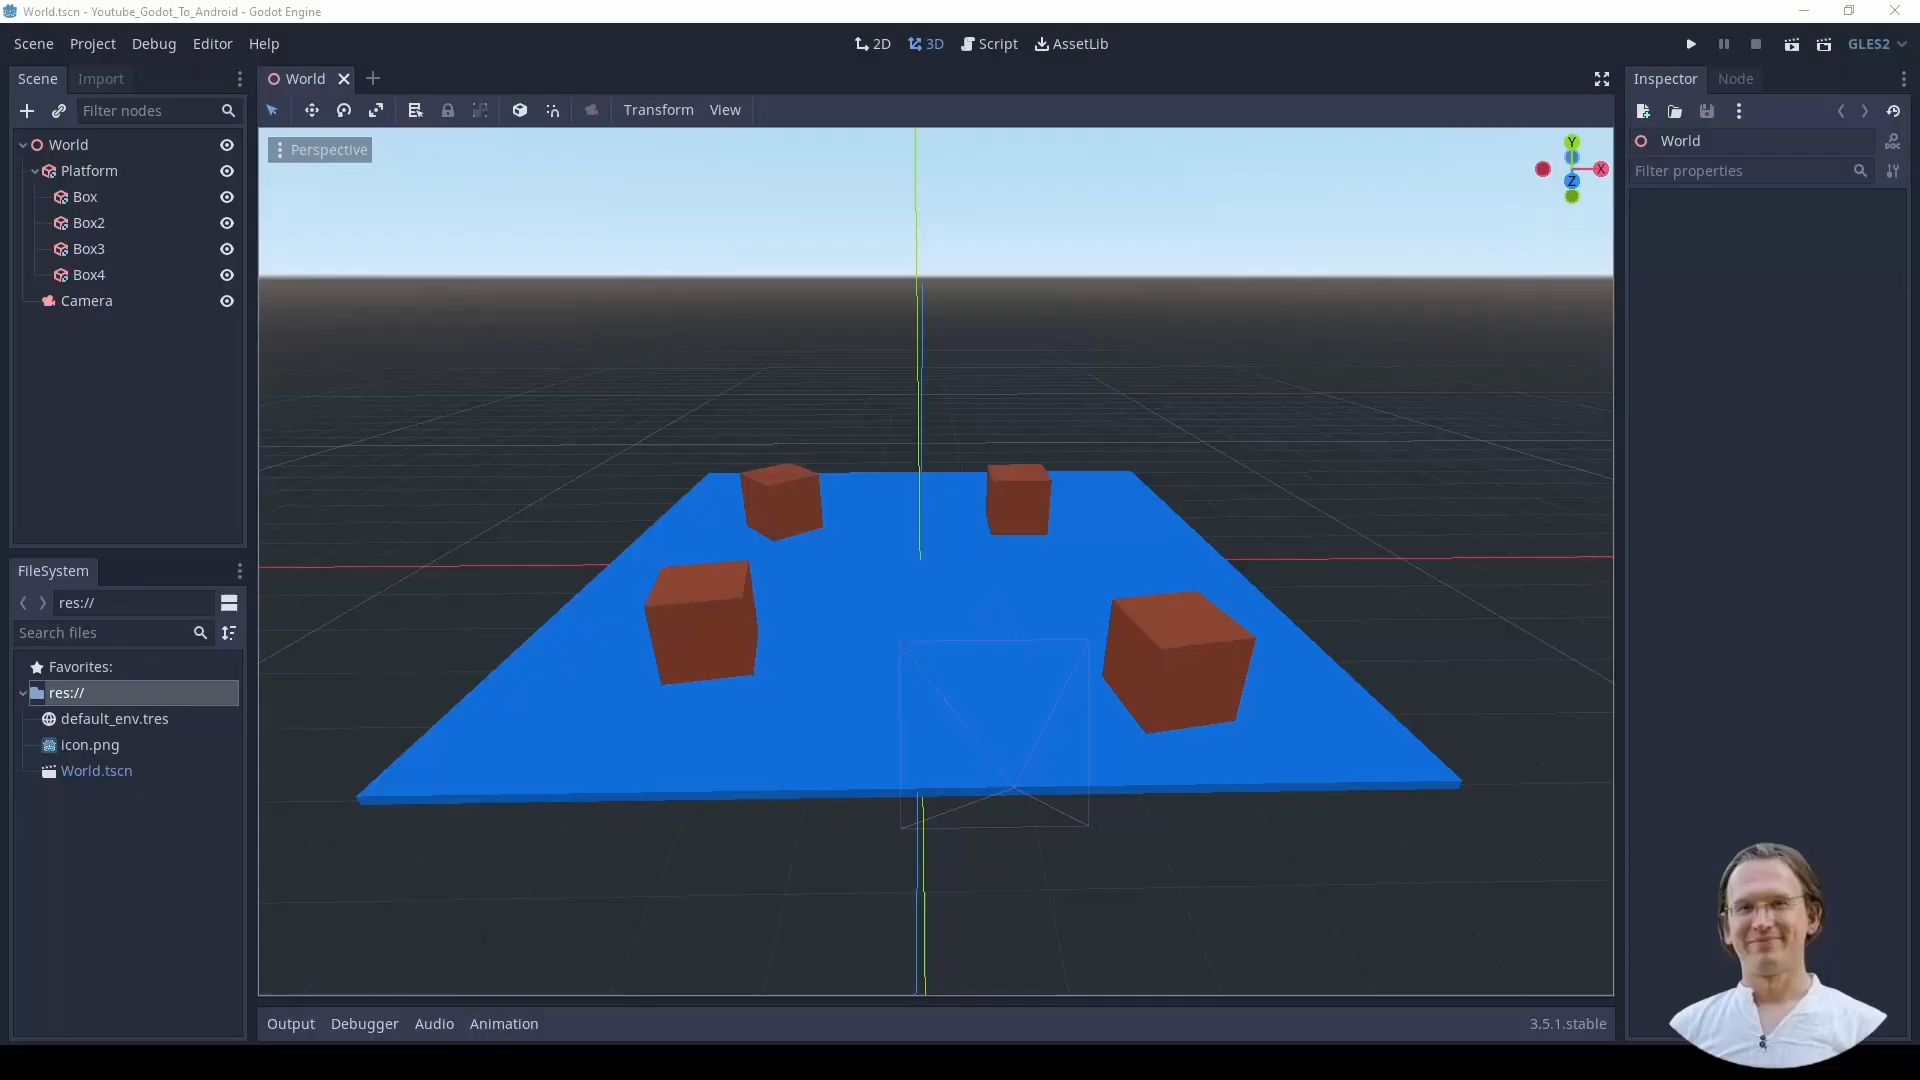 World.tscn - Youtube_Godot_To_Android - Godot Engine
Scene Project Debug Editor Help
2D 3D Script AssetLib
GLES2
Scene Import
World
Inspector Node
Filter nodes
Transform View
World
Platform
Box
Box2
Box3
Box4
Camera
Perspective
Y
X
Z
World
DOC
Filter properties
FileSystem
res://
Search files
Favorites:
res://
default_env.tres
icon.png
World.tscn
Output Debugger Audio Animation
3.5.1.stable